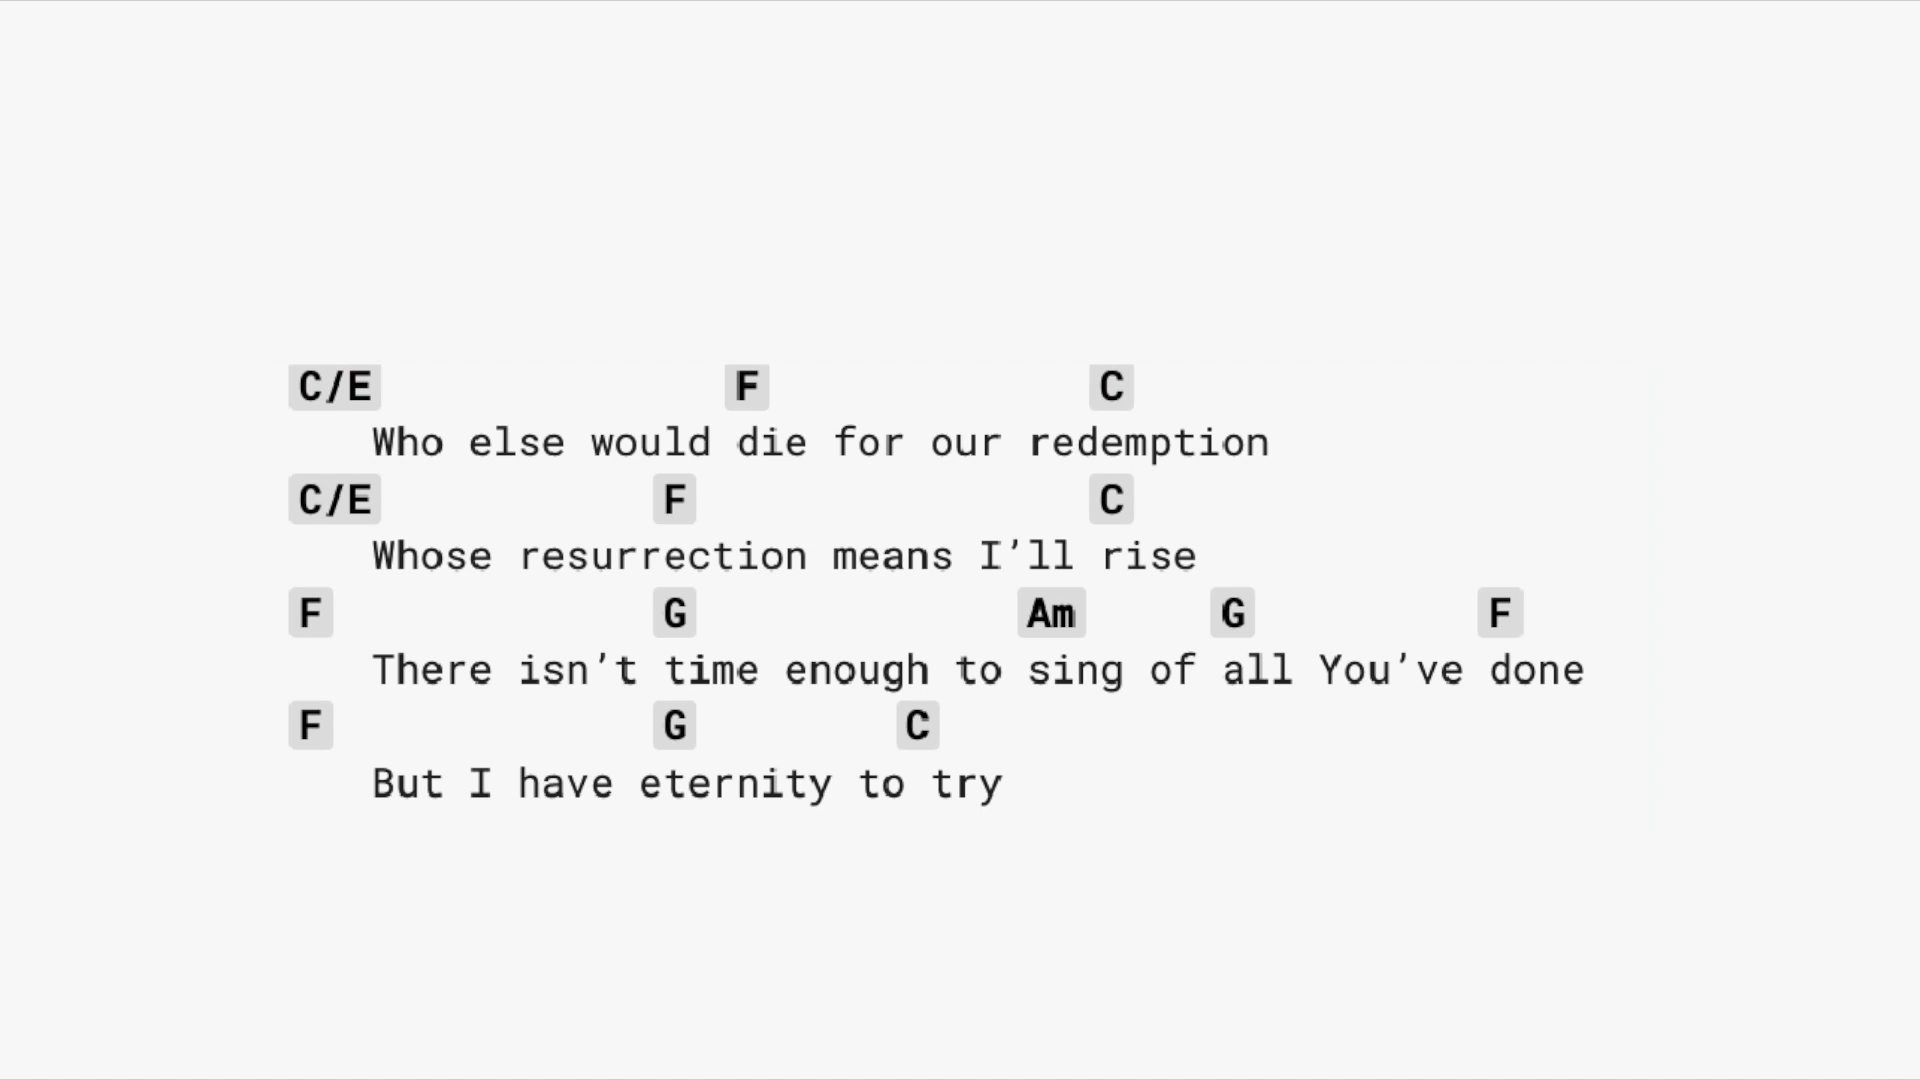 C/E F C
Who else would die for our redemption
C/E F C
Whose resurrection means I’ll rise
F G Am G F
There isn’t time enough to sing of all You’ve done
F G C
But I have eternity to try